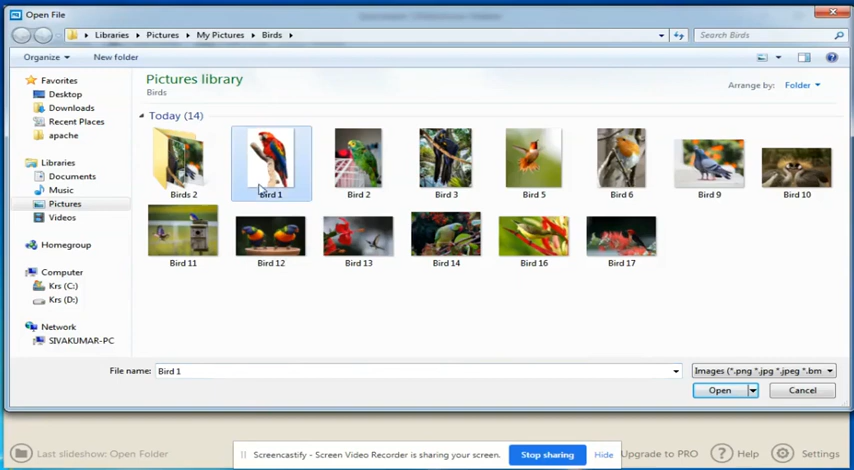 Open File
Libraries Pictures My Pictures Birds Search Birds
Organize New folder
Pictures library
Birds
Arrange by: Folder
Today (14)
Favorites
Desktop
Downloads
Recent Places
apache
Libraries
Documents
Music
Pictures
Videos
Homegroup
Computer
Krs (C:)
Krs (D:)
Network
SIVAKUMAR-PC
Birds 2 Bird 1 Bird 2 Bird 3 Bird 5 Bird 6 Bird 9 Bird 10
Bird 11 Bird 12 Bird 13 Bird 14 Bird 16 Bird 17
File name: Bird 1 Images (*.png *.jpg *.jpeg *.bm
Open Cancel
Last slideshow: Open Folder
Screencastify - Screen Video Recorder is sharing your screen. Stop sharing Hide
Upgrade to PRO Help Settings